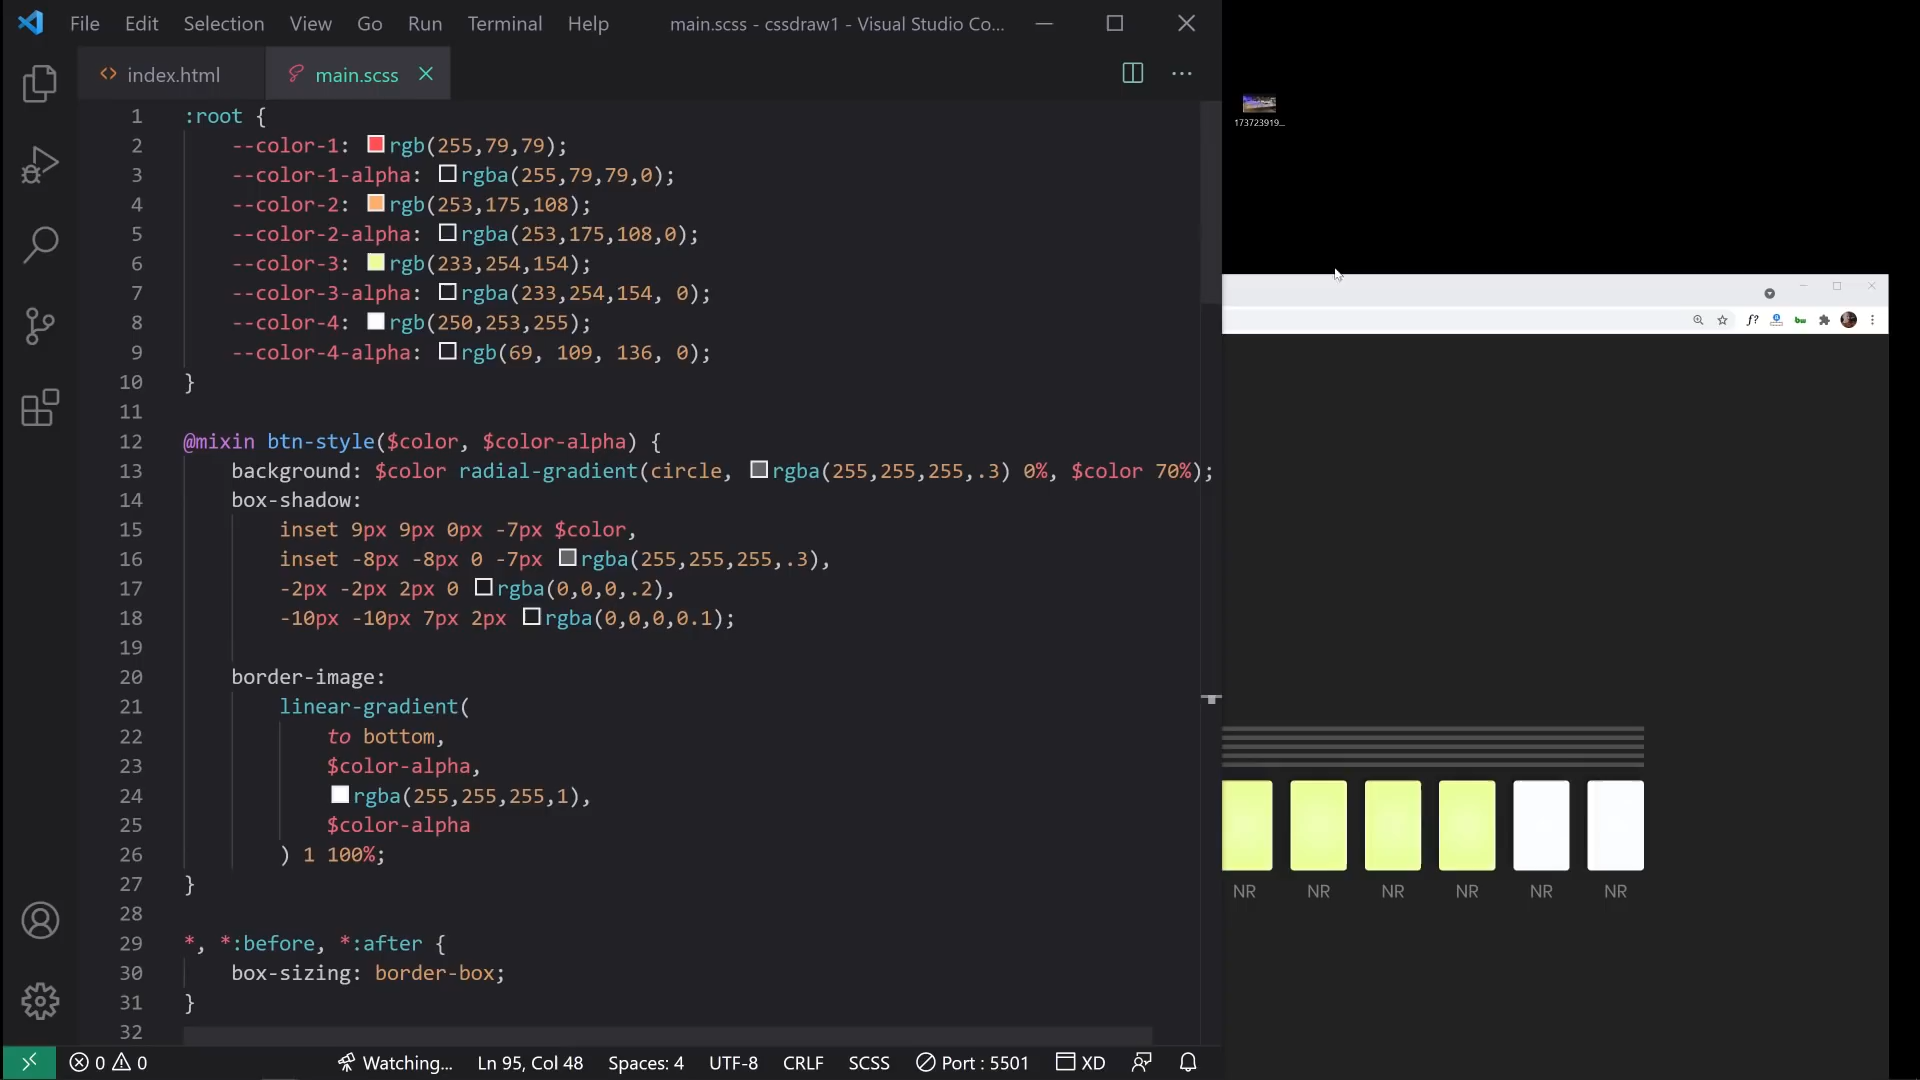 File Edit Selection View Go Run Terminal Help main.scss - cssdraw1 - Visual Studio Co...
index.html main.scss
1 :root {
2 --color-1: rgb(255,79,79);
3 --color-1-alpha: rgba(255,79,79,0);
4 --color-2: rgb(253,175,108);
5 --color-2-alpha: rgba(253,175,108,0);
6 --color-3: rgb(233,254,154);
7 --color-3-alpha: rgba(233,254,154, 0);
8 --color-4: rgb(250,253,255);
9 --color-4-alpha: rgb(69, 109, 136, 0);
10 }
11
12 @mixin btn-style($color, $color-alpha) {
13 background: $color radial-gradient(circle, rgba(255,255,255,.3) 0%, $color 70%);
14 box-shadow:
15 inset 9px 9px 0px -7px $color,
16 inset -8px -8px 0 -7px rgba(255,255,255,.3),
17 -2px -2px 2px 0 rgba(0,0,0,.2),
18 -10px -10px 7px 2px rgba(0,0,0,0.1);
19
20 border-image:
21 linear-gradient(
22 to bottom,
23 $color-alpha,
24 rgba(255,255,255,1),
25 $color-alpha
26 ) 1 100%;
27 }
28
29 *, *:before, *:after {
30 box-sizing: border-box;
31 }
32
0 0 Watching... Ln 95, Col 48 Spaces: 4 UTF-8 CRLF SCSS Port : 5501 XD
173723919...
f? bw
NR NR NR NR NR NR